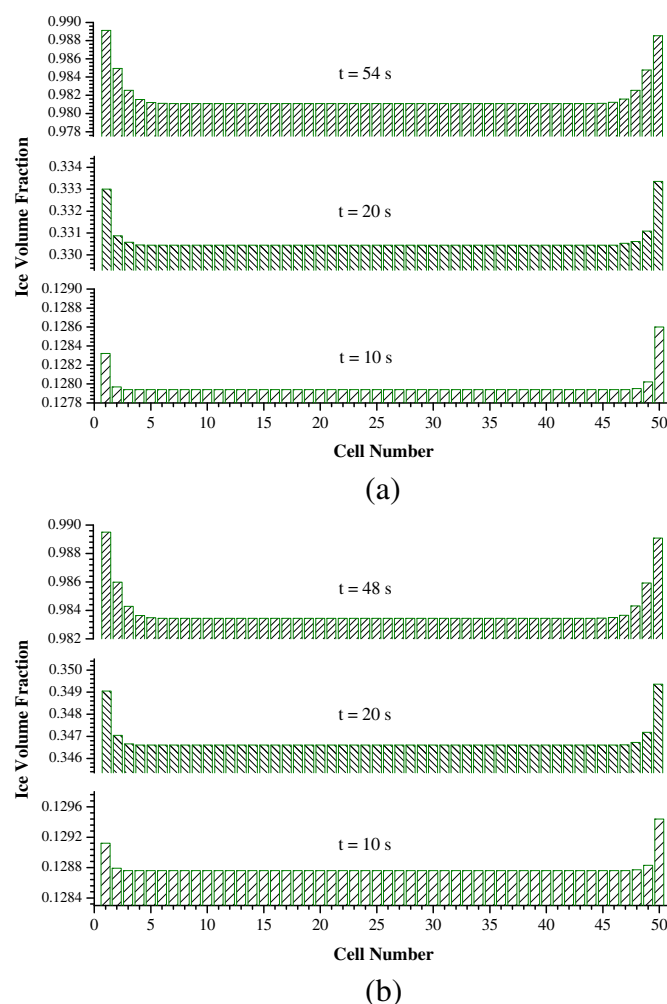 0.990
0.988
0.986
0.984
0.982
0.980
0.978
t = 54 s
0.334
0.333
0.332
0.331
0.330
t = 20 s
0.1290
0.1286
0.1284
0.1282
0.1280
0.1278
t = 10 s
Ice Volume Fraction
0 5 10 15 20 25 30 35 40 45 50
Cell Number
(a)
0.990
0.988
0.986
0.984
0.982
t = 48 s
0.350
0.349
0.348
0.347
0.346
t = 20 s
0.1296
0.1292
0.1288
0.1284
t = 10 s
Ice Volume Fraction
0 5 10 15 20 25 30 35 40 45 50
Cell Number
(b)